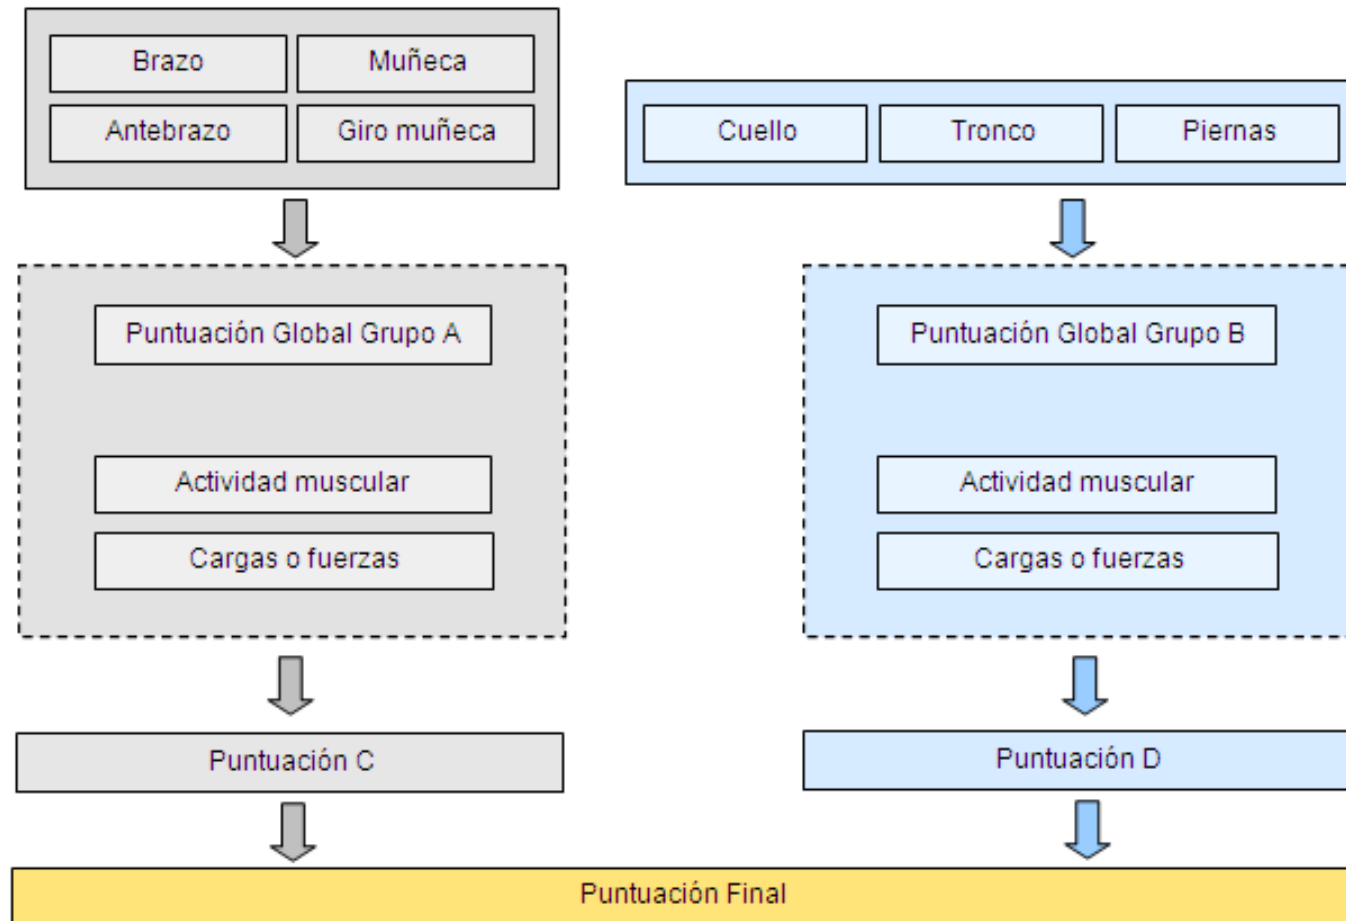 Brazo
Muñeca
Antebrazo
Giro muñeca
Cuello
Tronco
Piernas
Puntuación Global Grupo A
Actividad muscular
Cargas o fuerzas
Puntuación Global Grupo B
Actividad muscular
Cargas o fuerzas
Puntuación C
Puntuación D
Puntuación Final